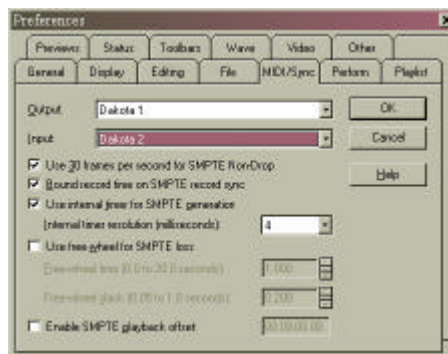 Preferences
Previews Status Toolbars Wave Video Other
General Display Editing File MIDI/Sync Perform Playlist
Output: Dakota 1 OK
Input: Dakota 2 Cancel
Use 30 frames per second for SMPTE Non-Drop Help
Round record time on SMPTE record sync
Use internal timer for SMPTE generation
Internal timer resolution (milliseconds): 4
Use free-wheel for SMPTE loss
Free-wheel time (0.0 to 20.0 seconds): 1.000
Free-wheel slack (0.05 to 1.0 seconds): 0.200
Enable SMPTE playback offset 00:00:00:00